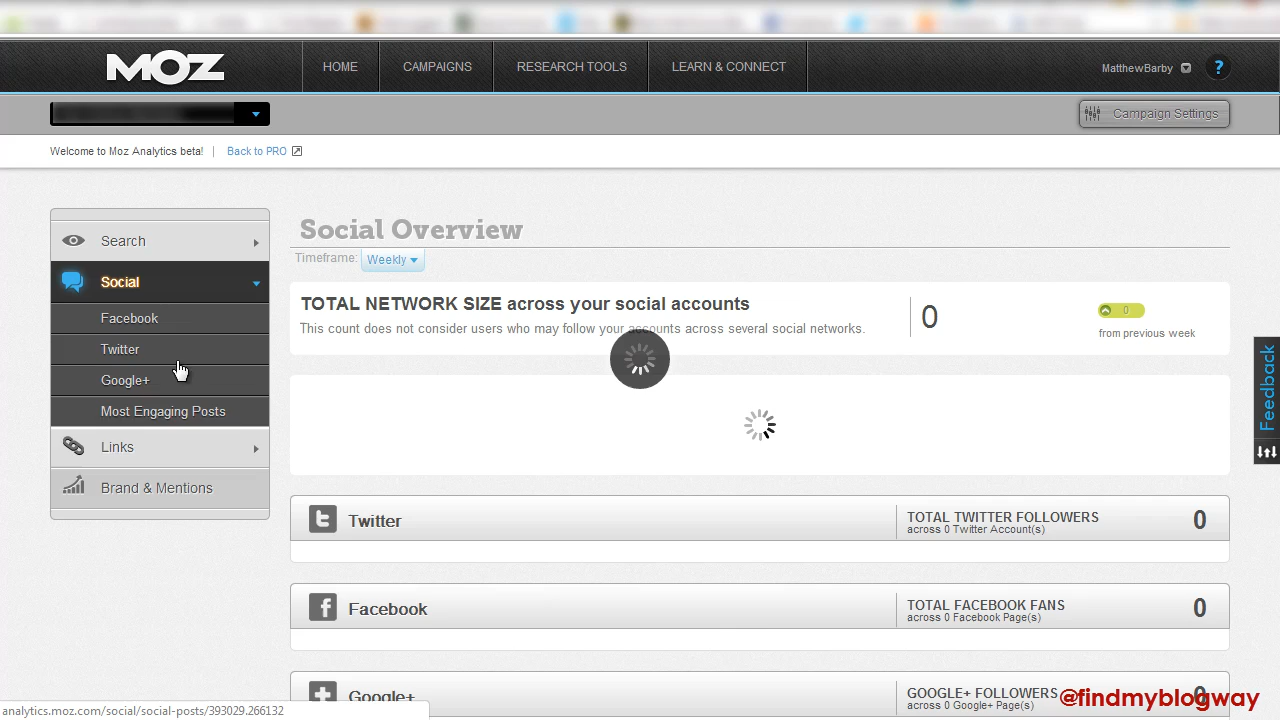 MOZ
HOME
CAMPAIGNS
RESEARCH TOOLS
LEARN & CONNECT
MatthewBarby
?
Campaign Settings
Welcome to Moz Analytics beta! | Back to PRO
Search
Social
Facebook
Twitter
Google+
Most Engaging Posts
Links
Brand & Mentions
Social Overview
Timeframe: Weekly
TOTAL NETWORK SIZE across your social accounts
This count does not consider users who may follow your accounts across several social networks.
0
0
from previous week
Feedback
Twitter
TOTAL TWITTER FOLLOWERS
across 0 Twitter Account(s)
0
Facebook
TOTAL FACEBOOK FANS
across 0 Facebook Page(s)
0
Google+
GOOGLE+ FOLLOWERS
across 0 Google+ Page(s)
@findmyblogway
analytics.moz.com/social/social-posts/393029.266132